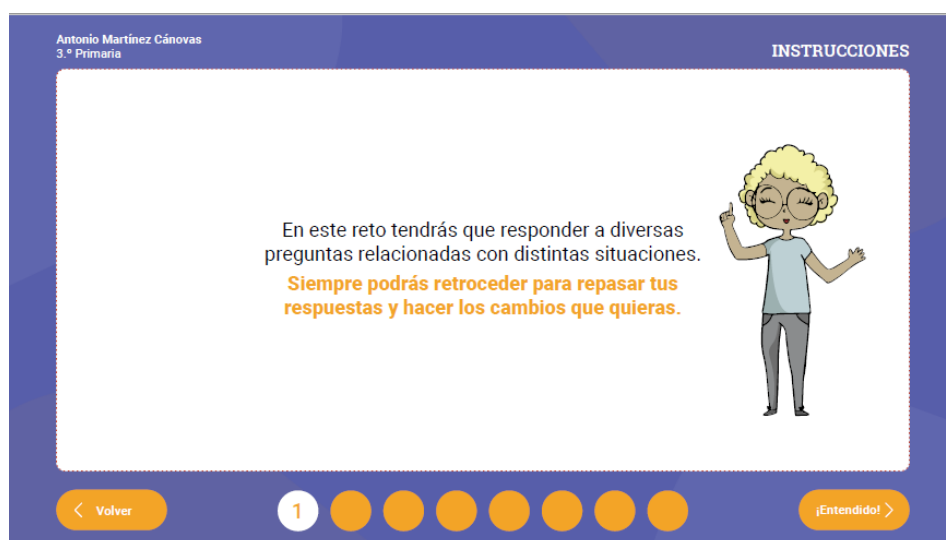 Antonio Martínez Cánovas
3.º Primaria
INSTRUCCIONES
En este reto tendrás que responder a diversas
preguntas relacionadas con distintas situaciones.
Siempre podrás retroceder para repasar tus
respuestas y hacer los cambios que quieras.
Volver
1
¡Entendido!